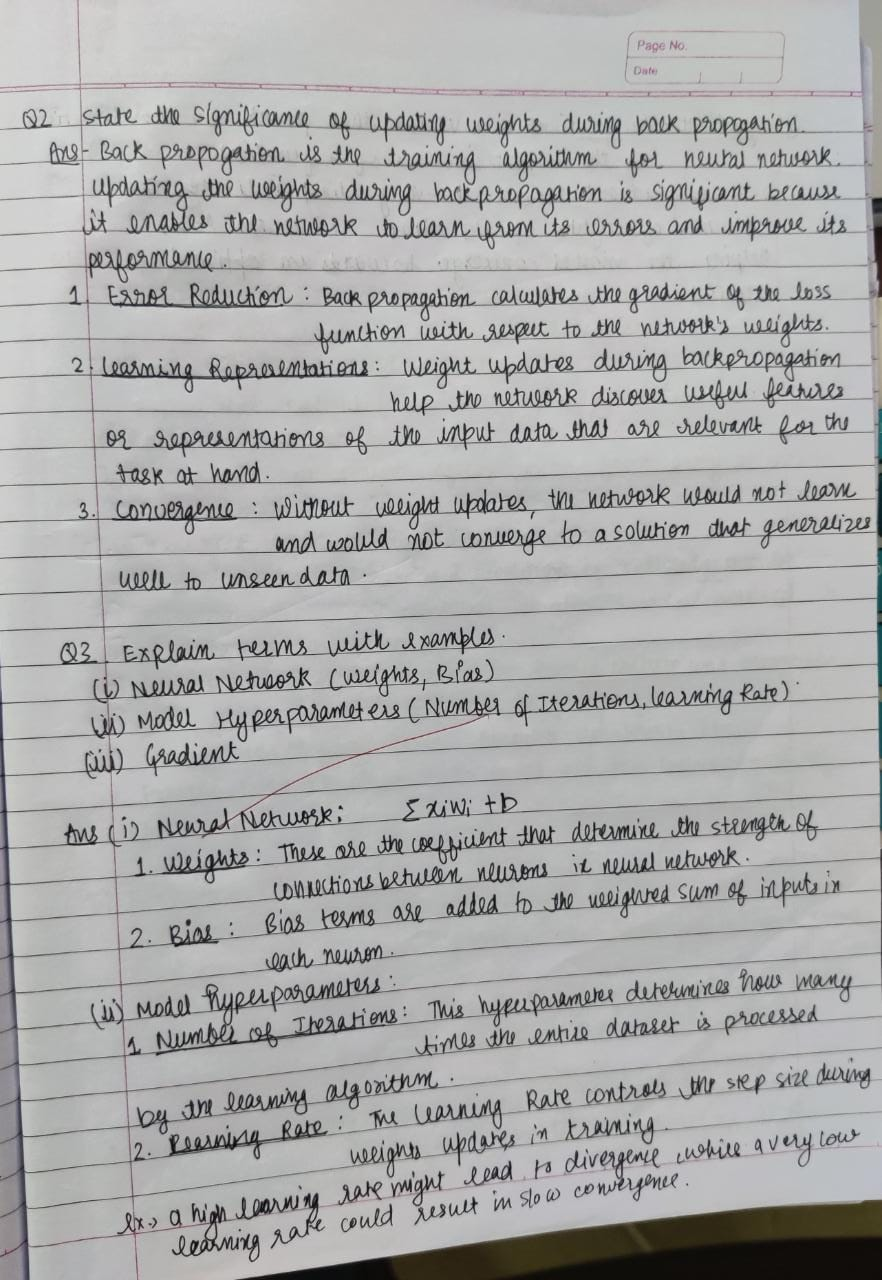 Page No.
Date
Q2 State the significance of updating weights during back propogation.
Ans- Back propogation is the training algorithm for neural network.
Updating the weights during backpropagation is significant because
it enables the network to learn from its errors and improve its
performance.
1 Error Reduction : Back propagation calculates the gradient of the loss
function with respect to the network's weights.
2. Learning Representations : Weight updates during backpropagation
help the network discover useful features
or representations of the input data that are relevant for the
task at hand.
3. Convergence : Without weight updates, the network would not learn
and would not converge to a solution that generalizes
well to unseen data.
Q3 Explain terms with examples.
(i) Neural Network (Weights, Bias)
(ii) Model Hyperparameters (Number of Iterations, learning Rate)
(iii) Gradient
Ans (i) Neural Network: Σxiwi + b
1. Weights : These are the coefficient that determine the strength of
connections between neurons in neural network.
2. Bias : Bias terms are added to the weighted sum of inputs in
each neuron.
(ii) Model Hyperparameters :
1 Number of Iterations : This hyperparameter determines how many
times the entire dataset is processed
by the learning algorithm.
2. Learning Rate : The Learning Rate controls the step size during
weights updates in training.
ex-> a high learning rate might lead to divergence, while a very low
learning rate could result in slow convergence.